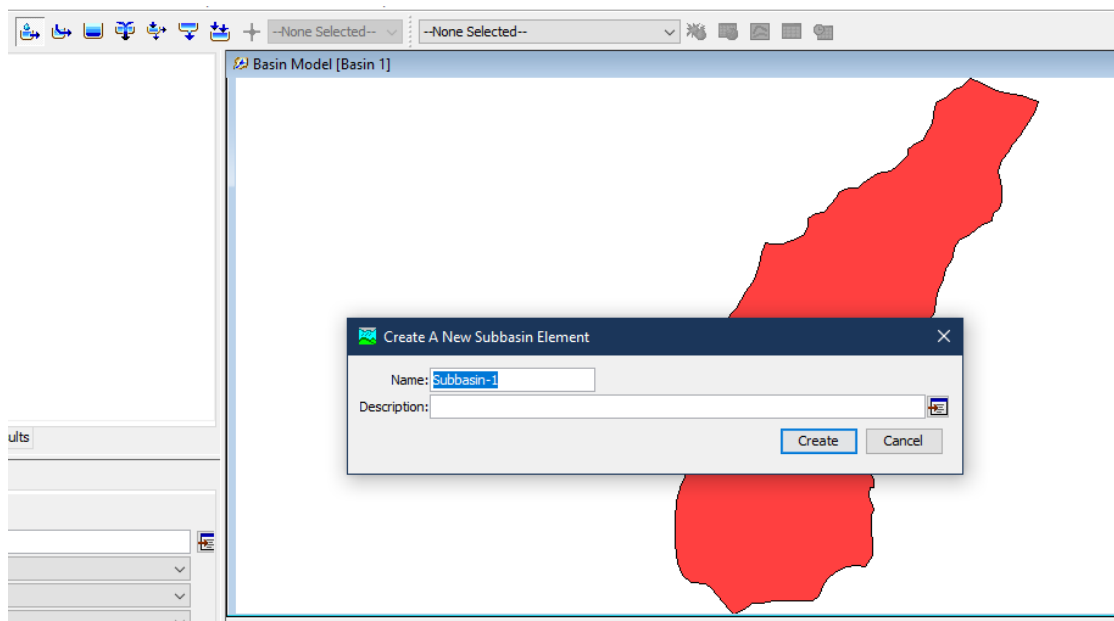 --None Selected-- --None Selected--
Basin Model [Basin 1]
Create A New Subbasin Element
Name: Subbasin-1
Description:
Create Cancel
ults